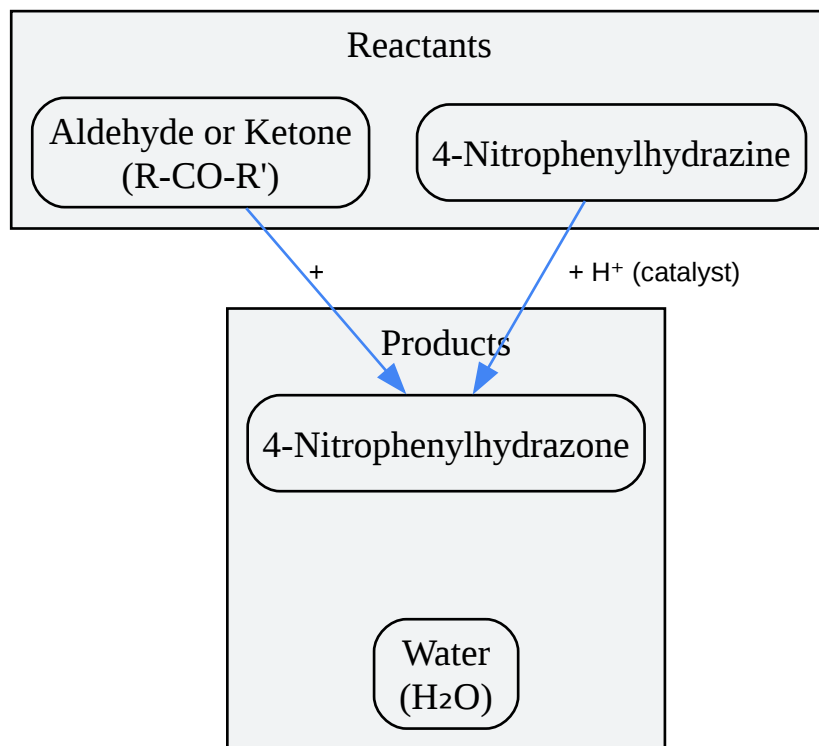 Reactants
Aldehyde or Ketone
(R-CO-R')
4-Nitrophenylhydrazine
+
+ H⁺ (catalyst)
Products
4-Nitrophenylhydrazone
Water
(H₂O)